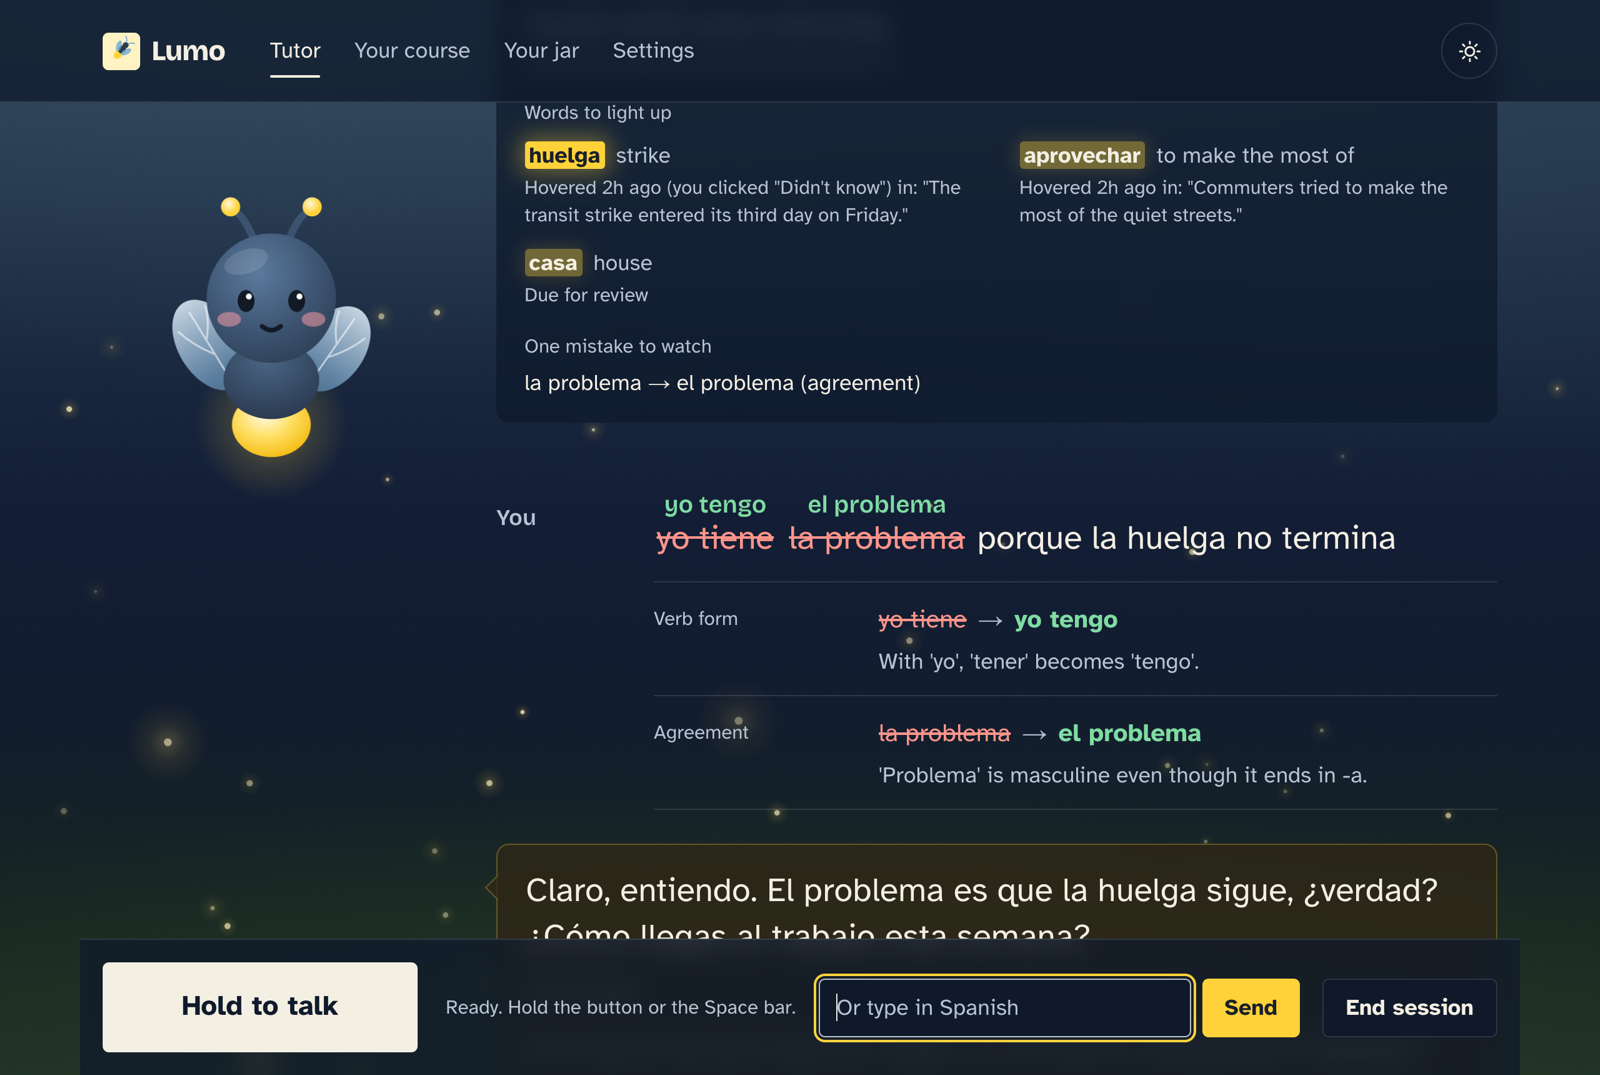 Lumo Tutor Your course Your jar Settings
Words to light up
huelga strike
Hovered 2h ago (you clicked "Didn't know") in: "The
transit strike entered its third day on Friday."
aprovechar to make the most of
Hovered 2h ago in: "Commuters tried to make the
most of the quiet streets."
casa house
Due for review
One mistake to watch
la problema → el problema (agreement)
You
yo tengo el problema
yo tiene la problema porque la huelga no termina
Verb form
yo tiene → yo tengo
With 'yo', 'tener' becomes 'tengo'.
Agreement
la problema → el problema
'Problema' is masculine even though it ends in -a.
Claro, entiendo. El problema es que la huelga sigue, ¿verdad?
¿Cómo llegas al trabajo esta semana?
Hold to talk
Ready. Hold the button or the Space bar.
Or type in Spanish
Send
End session